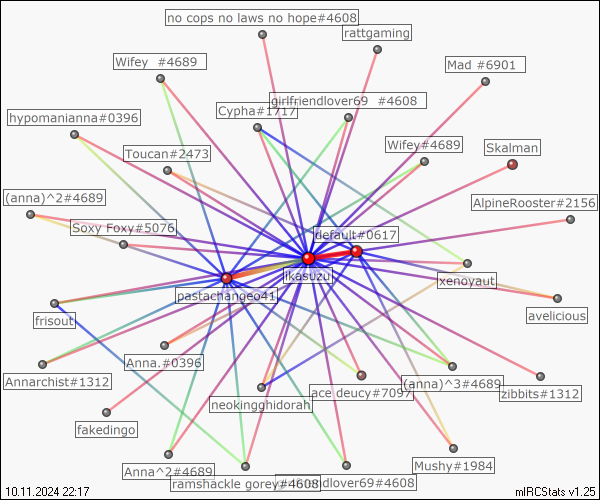 no cops no laws no hope#4608
rattgaming
Wifey  #4689
Mad #6901
girlfriendlover69  #4608
Cypha#1717
hypomanianna#0396
Wifey#4689
Skalman
Toucan#2473
(anna)^2#4689
AlpineRooster#2156
Soxy Foxy#5076
default#0617
ikasuzu
xenoyaut
pastachangeo41
frisout
avelicious
Anna.#0396
Annarchist#1312
ace deucy#7097
(anna)^3#4689
zibbits#1312
neokingghidorah
fakedingo
Anna^2#4689
Mushy#1984
ramshackle gorey#4608
friendlover69#4608
10.11.2024 22:17
mIRCStats v1.25